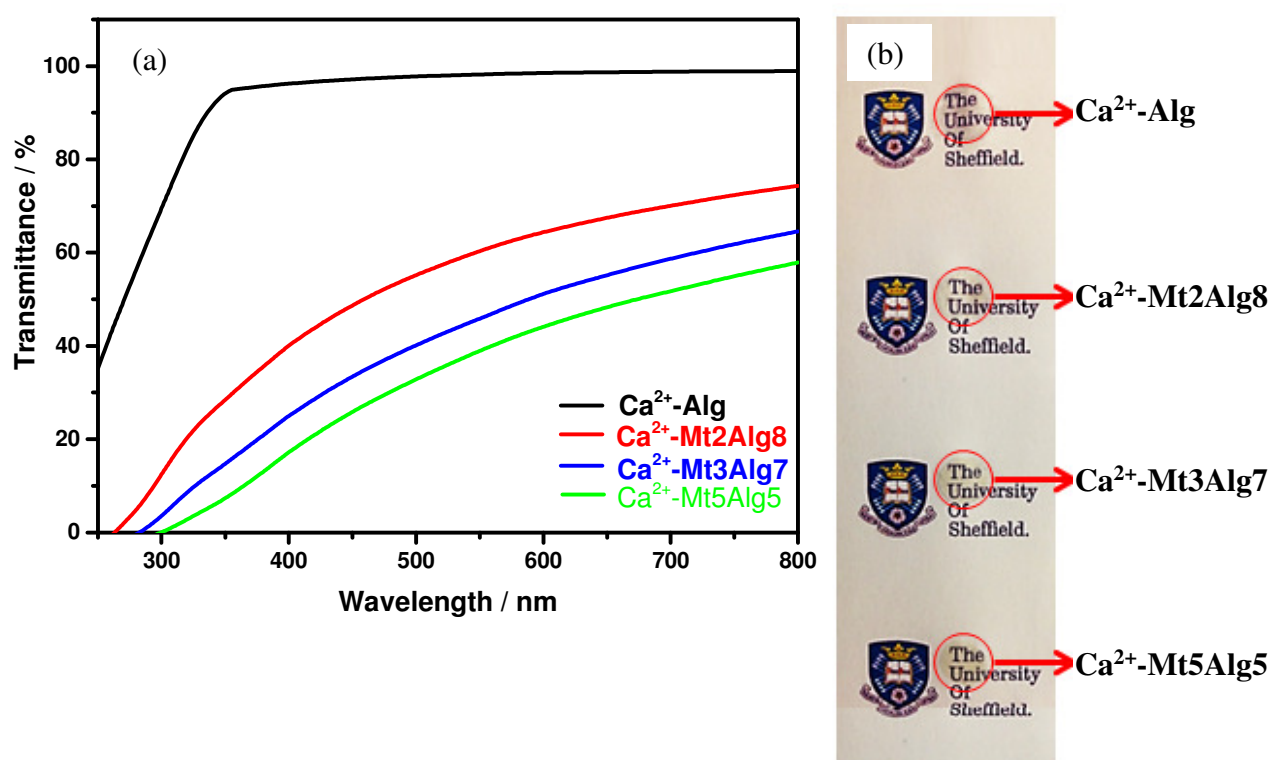 (a)
100
80
60
40
20
0
Transmittance / %
300 400 500 600 700 800
Wavelength / nm
Ca²⁺-Alg
Ca²⁺-Mt2Alg8
Ca²⁺-Mt3Alg7
Ca²⁺-Mt5Alg5
(b)
The
University
Of
Sheffield.
Ca²⁺-Alg
The
University
Of
Sheffield.
Ca²⁺-Mt2Alg8
The
University
Of
Sheffield.
Ca²⁺-Mt3Alg7
The
University
Of
Sheffield.
Ca²⁺-Mt5Alg5